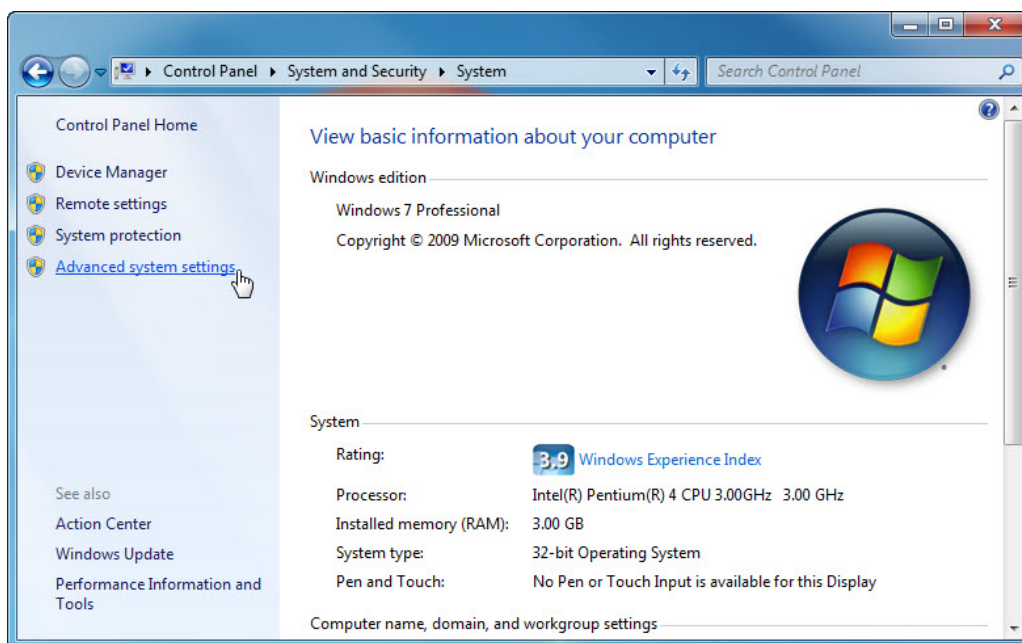 Control Panel ▸ System and Security ▸ System
Search Control Panel
Control Panel Home
Device Manager
Remote settings
System protection
Advanced system settings
See also
Action Center
Windows Update
Performance Information and
Tools
View basic information about your computer
Windows edition
Windows 7 Professional
Copyright © 2009 Microsoft Corporation.  All rights reserved.
System
Rating:
3.9 Windows Experience Index
Processor:
Intel(R) Pentium(R) 4 CPU 3.00GHz  3.00 GHz
Installed memory (RAM):
3.00 GB
System type:
32-bit Operating System
Pen and Touch:
No Pen or Touch Input is available for this Display
Computer name, domain, and workgroup settings